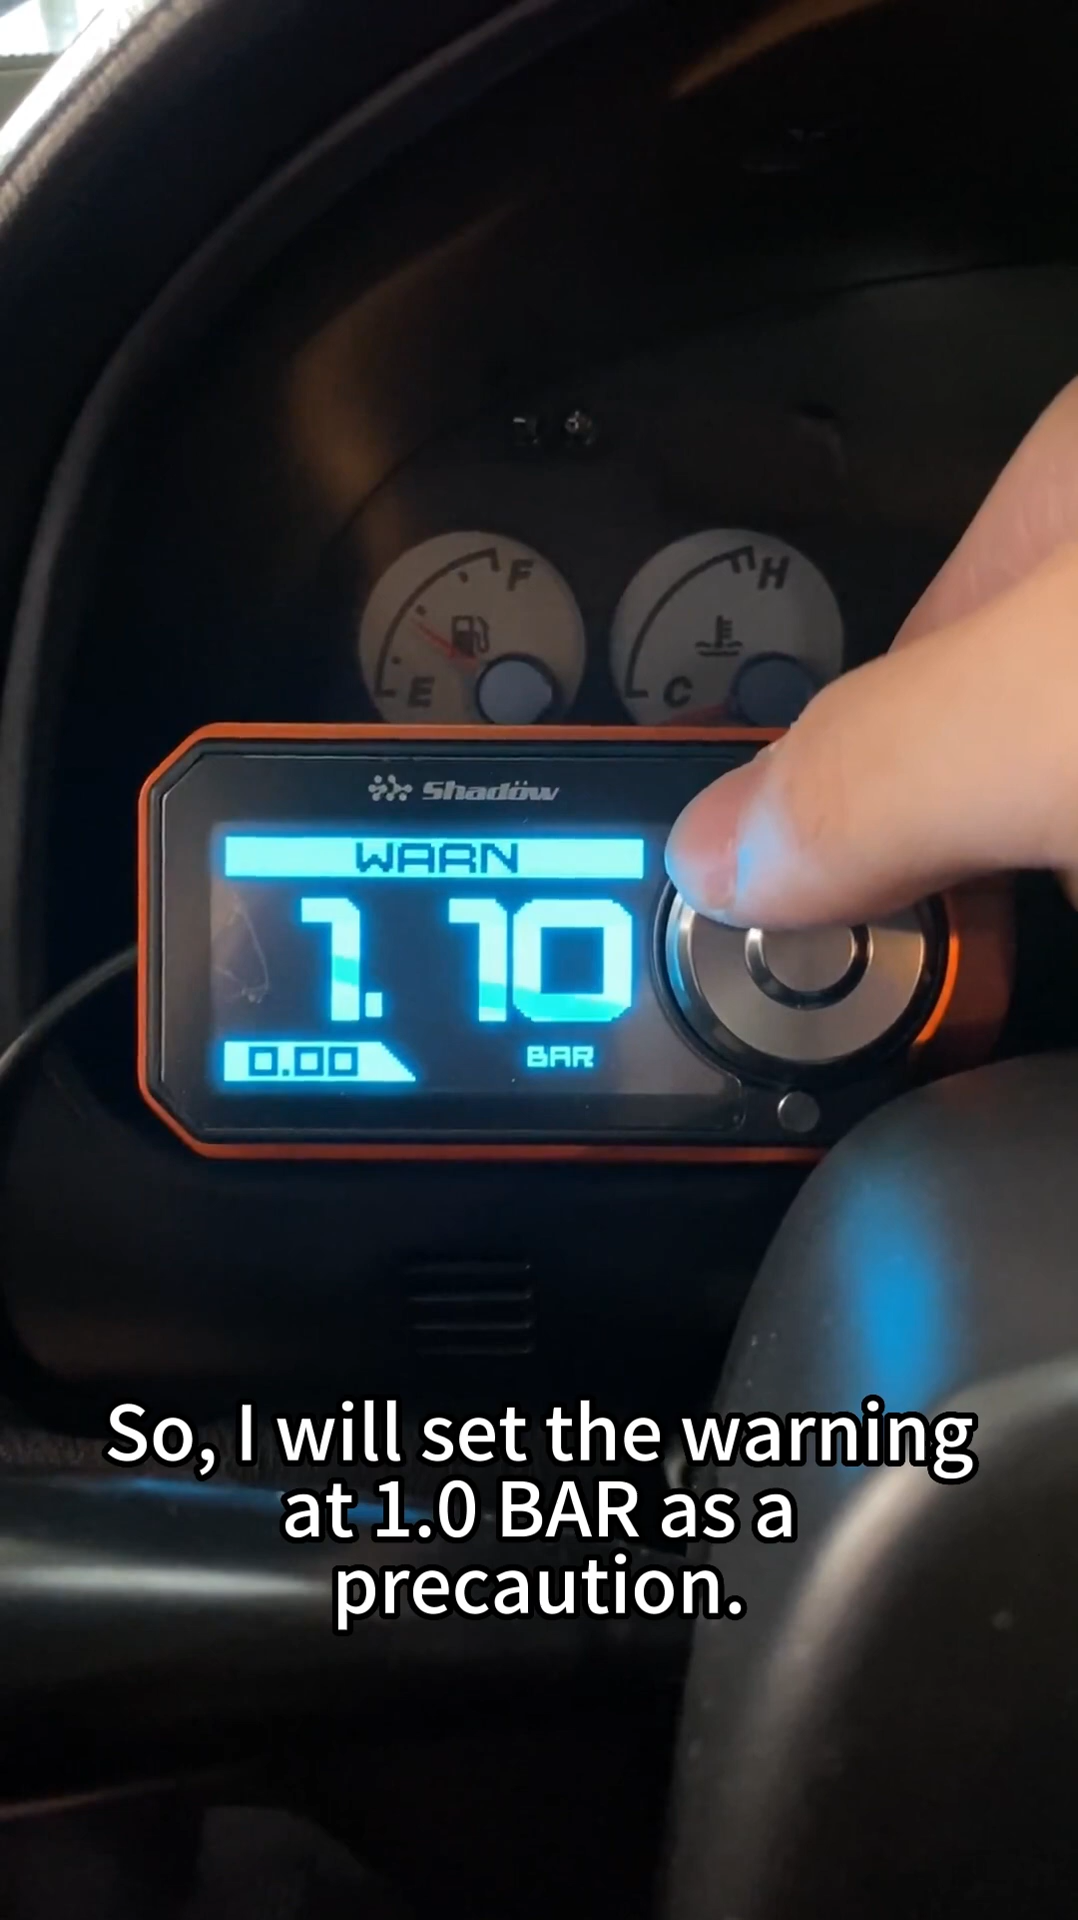 F
H
E
C
Shadöw
WARN
1.10
0.00
BAR
So, I will set the warning
at 1.0 BAR as a
precaution.